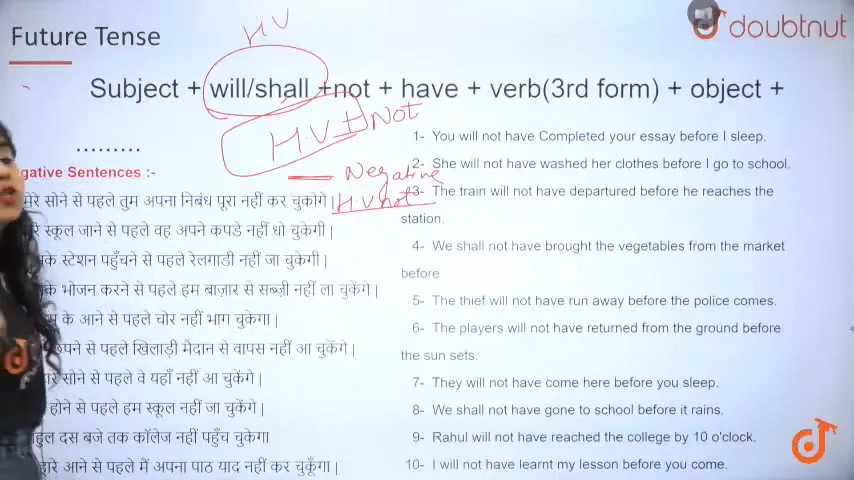 Future Tense
doubtnut
HV
Subject + will/shall +not + have + verb(3rd form) + object +
.........
HV + Not
Negative
HV not
gative Sentences :-
मेरे सोने से पहले तुम अपना निबंध पूरा नहीं कर चुकोगे |
स्कूल जाने से पहले वह अपने कपडे नहीं धो चुकेगी |
के स्टेशन पहुँचने से पहले रेलगाडी नहीं जा चुकेगी |
के भोजन करने से पहले हम बाज़ार से सब्ज़ी नहीं ला चुकेंगे |
के आने से पहले चोर नहीं भाग चुकेगा |
से पहले खिलाड़ी मैदान से वापस नहीं आ चुकेंगे |
सोने से पहले वे यहाँ नहीं आ चुकेंगे |
होने से पहले हम स्कूल नहीं जा चुकेंगे |
हुल दस बजे तक कॉलेज नहीं पहुँच चुकेगा
हारे आने से पहले मैं अपना पाठ याद नहीं कर चुकूँगा |
1- You will not have Completed your essay before I sleep.
2- She will not have washed her clothes before I go to school.
3- The train will not have departured before he reaches the
station.
4- We shall not have brought the vegetables from the market
before
5- The thief will not have run away before the police comes.
6- The players will not have returned from the ground before
the sun sets.
7- They will not have come here before you sleep.
8- We shall not have gone to school before it rains.
9- Rahul will not have reached the college by 10 o'clock.
10- I will not have learnt my lesson before you come.